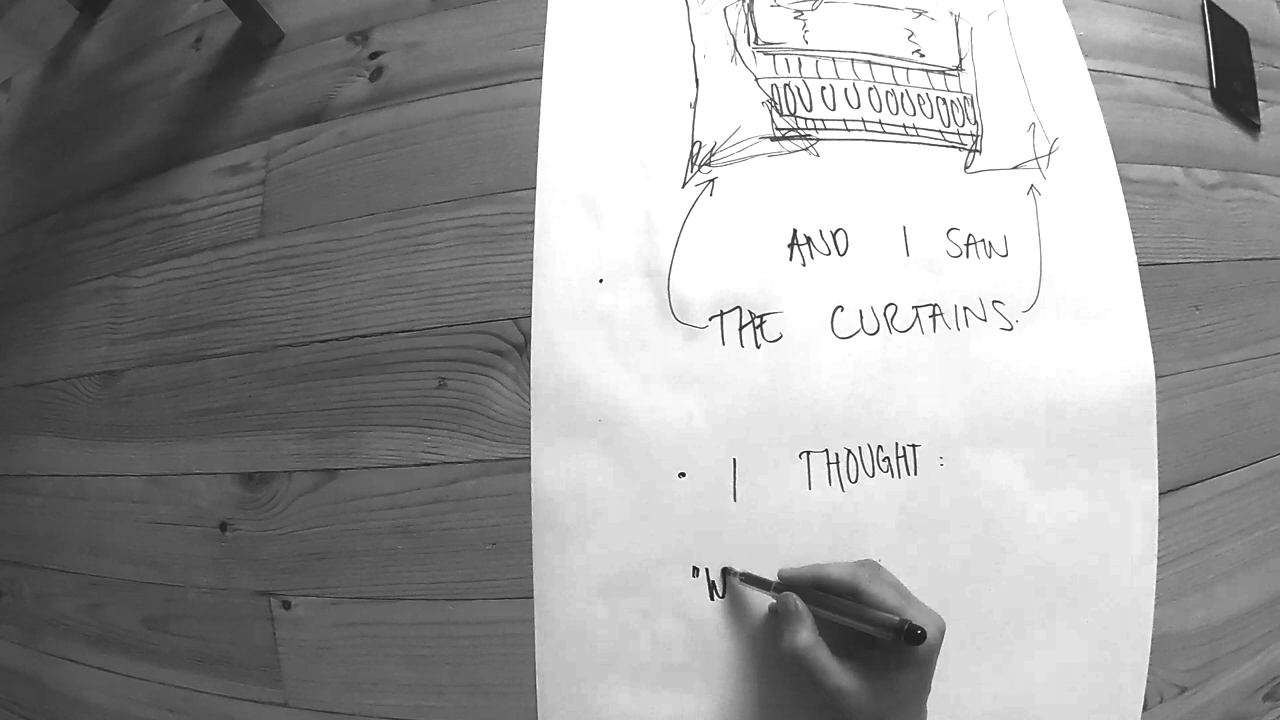 AND I SAW
THE CURTAINS.
• I THOUGHT:
"W